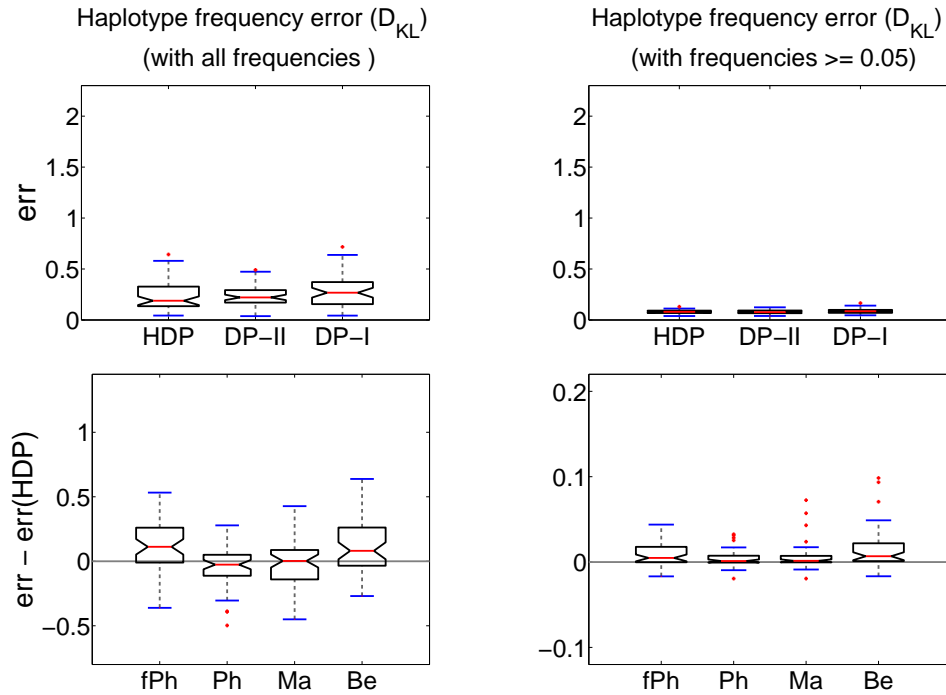 Haplotype frequency error (D_KL)
(with all frequencies )
2
1.5
1
0.5
0
err
HDP DP-II DP-I
Haplotype frequency error (D_KL)
(with frequencies >= 0.05)
2
1.5
1
0.5
0
HDP DP-II DP-I
1
0.5
0
−0.5
err − err(HDP)
fPh Ph Ma Be
0.2
0.1
0
−0.1
fPh Ph Ma Be